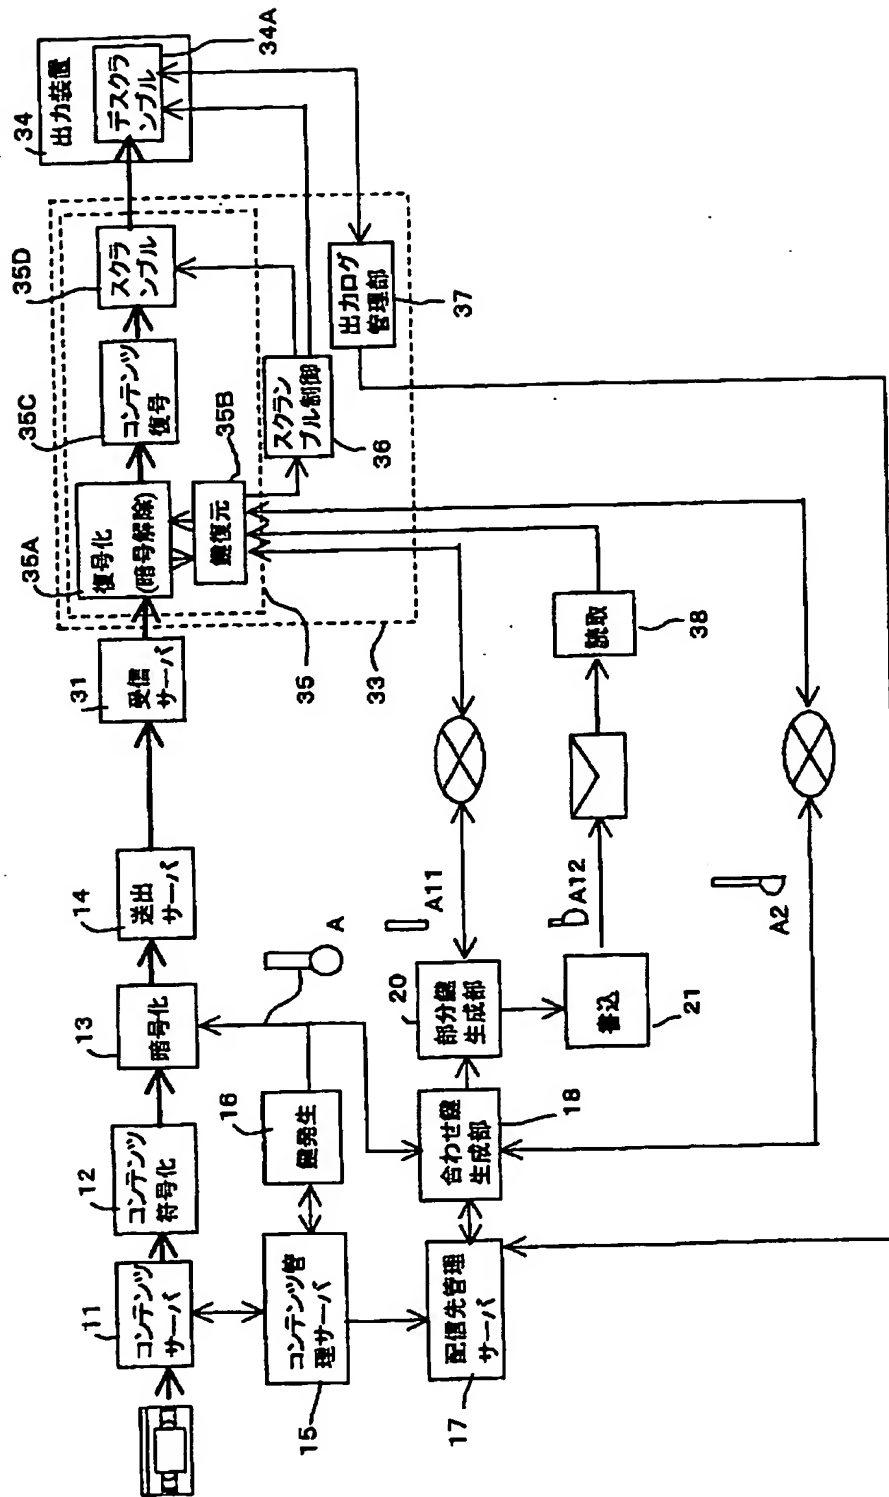 11
コンテンツ
サーバ
12
コンテンツ
符号化
13
暗号化
14
送出
サーバ
31
受信
サーバ
35A
復号化
(暗号解除)
35C
コンテンツ
復号
35D
スクラ
ンブル
34
出力装置
デスクラ
ンブル
34A
35B
鍵復元
スクラン
ブル制御
36
出力ログ
管理部
37
35
33
15
コンテンツ管
理サーバ
16
鍵発生
A
17
配信先管理
サーバ
18
合わせ鍵
生成部
20
部分鍵
生成部
A11
21
書込
A12
読取
38
A2